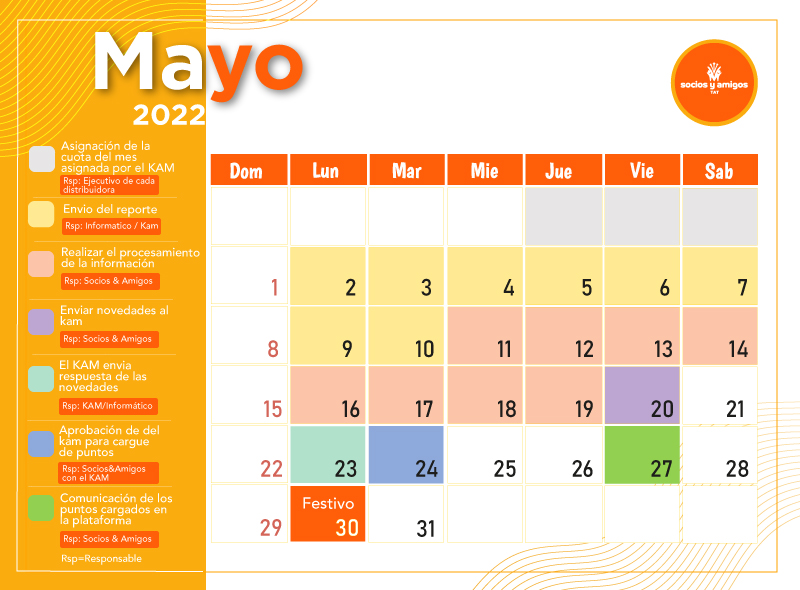 Mayo
2022
socios y amigos
TAT
Asignación de la
cuota del mes
asignada por el KAM
Rsp: Ejecutivo de cada
distribuidora
Envio del reporte
Rsp: Informatico / Kam
Realizar el procesamiento
de la información
Rsp: Socios & Amigos
Enviar novedades al
kam
Rsp: Socios & Amigos
El KAM envia
respuesta de las
novedades
Rsp: KAM/Informático
Aprobación de del
kam para cargue
de puntos
Rsp: Socios&Amigos
con el KAM
Comunicación de los
puntos cargados en
la plataforma
Rsp: Socios & Amigos
Rsp=Responsable
Dom Lun Mar Mie Jue Vie Sab
1 2 3 4 5 6 7
8 9 10 11 12 13 14
15 16 17 18 19 20 21
22 23 24 25 26 27 28
Festivo
29 30 31